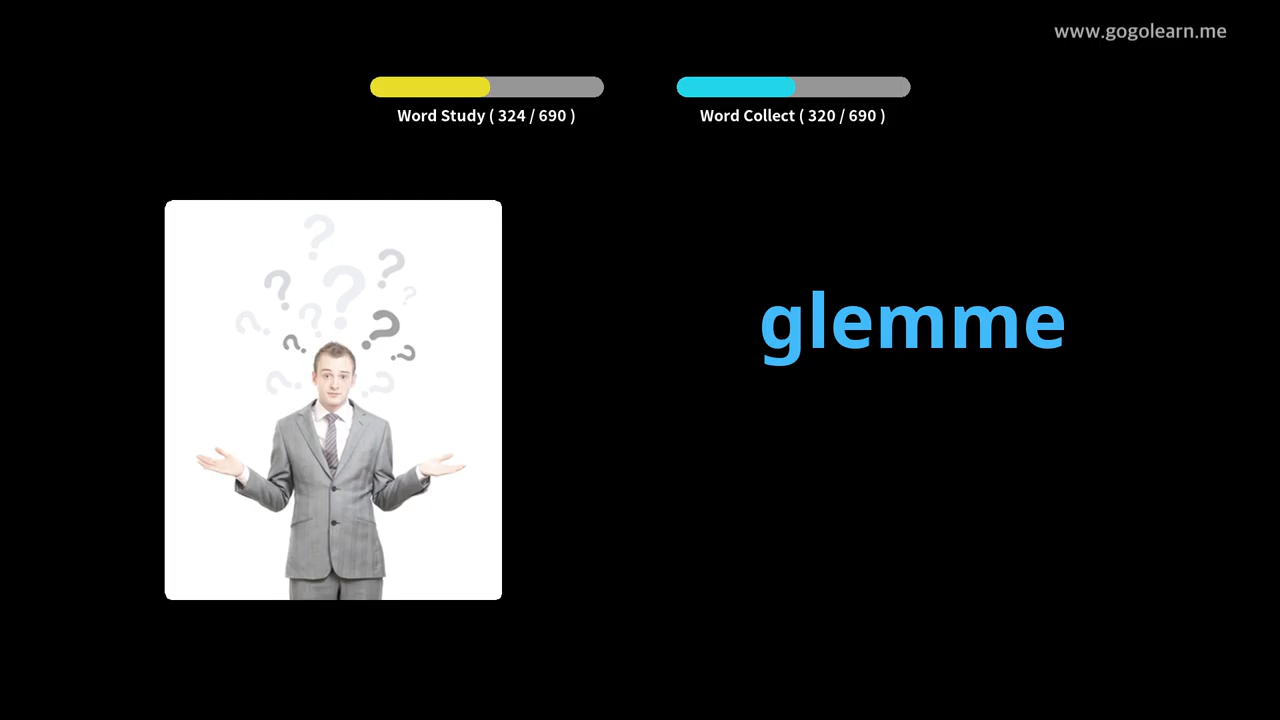 www.gogolearn.me
Word Study ( 324 / 690 )
Word Collect ( 320 / 690 )
? ? ? ? ? ? ? ? ? ? ? ?
glemme